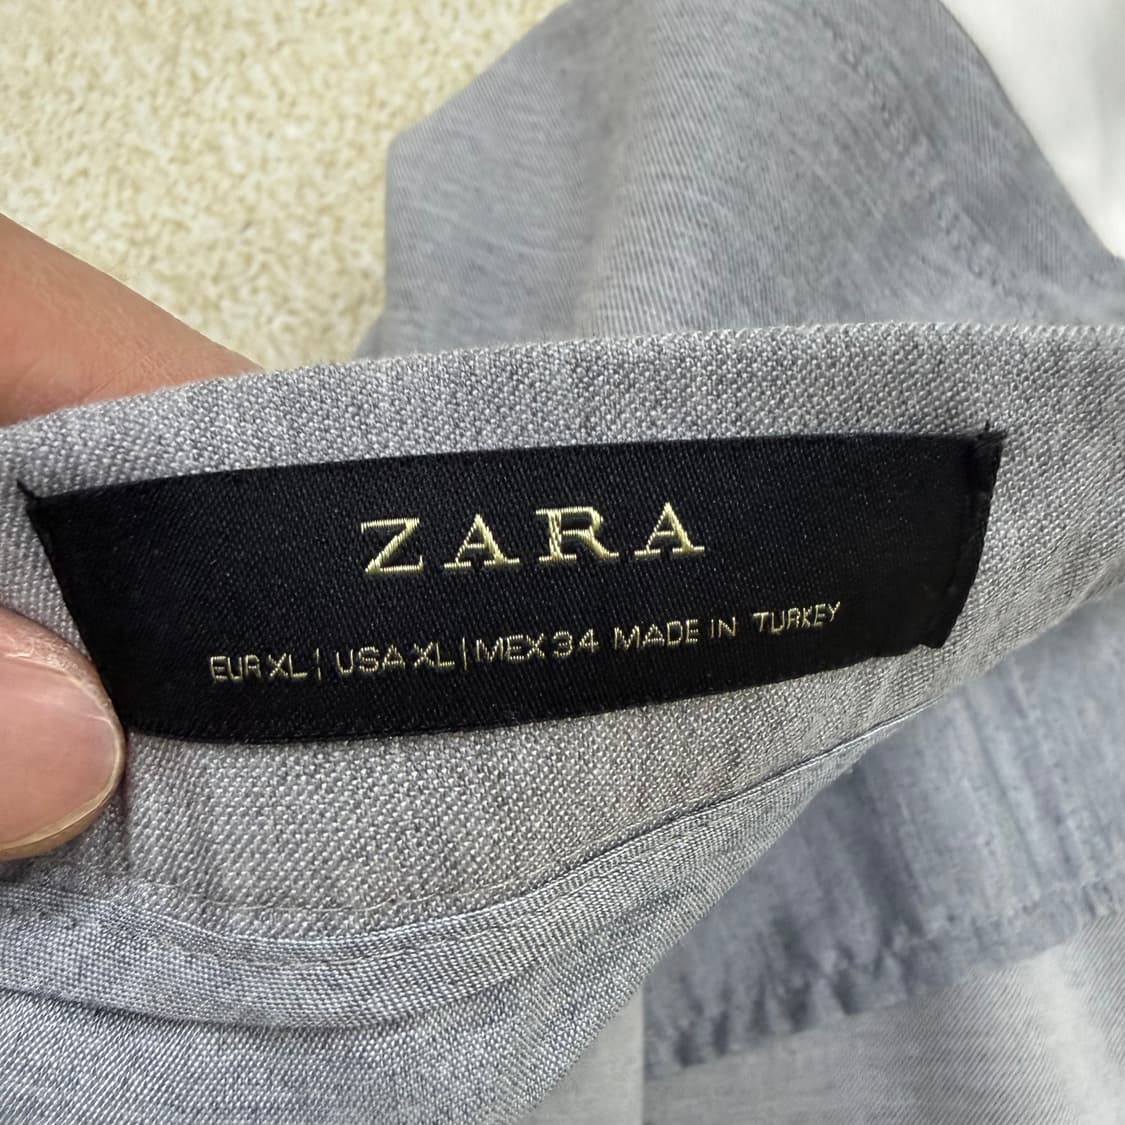 ZARA
EUR XL | USA XL | MEX 34 MADE IN TURKEY